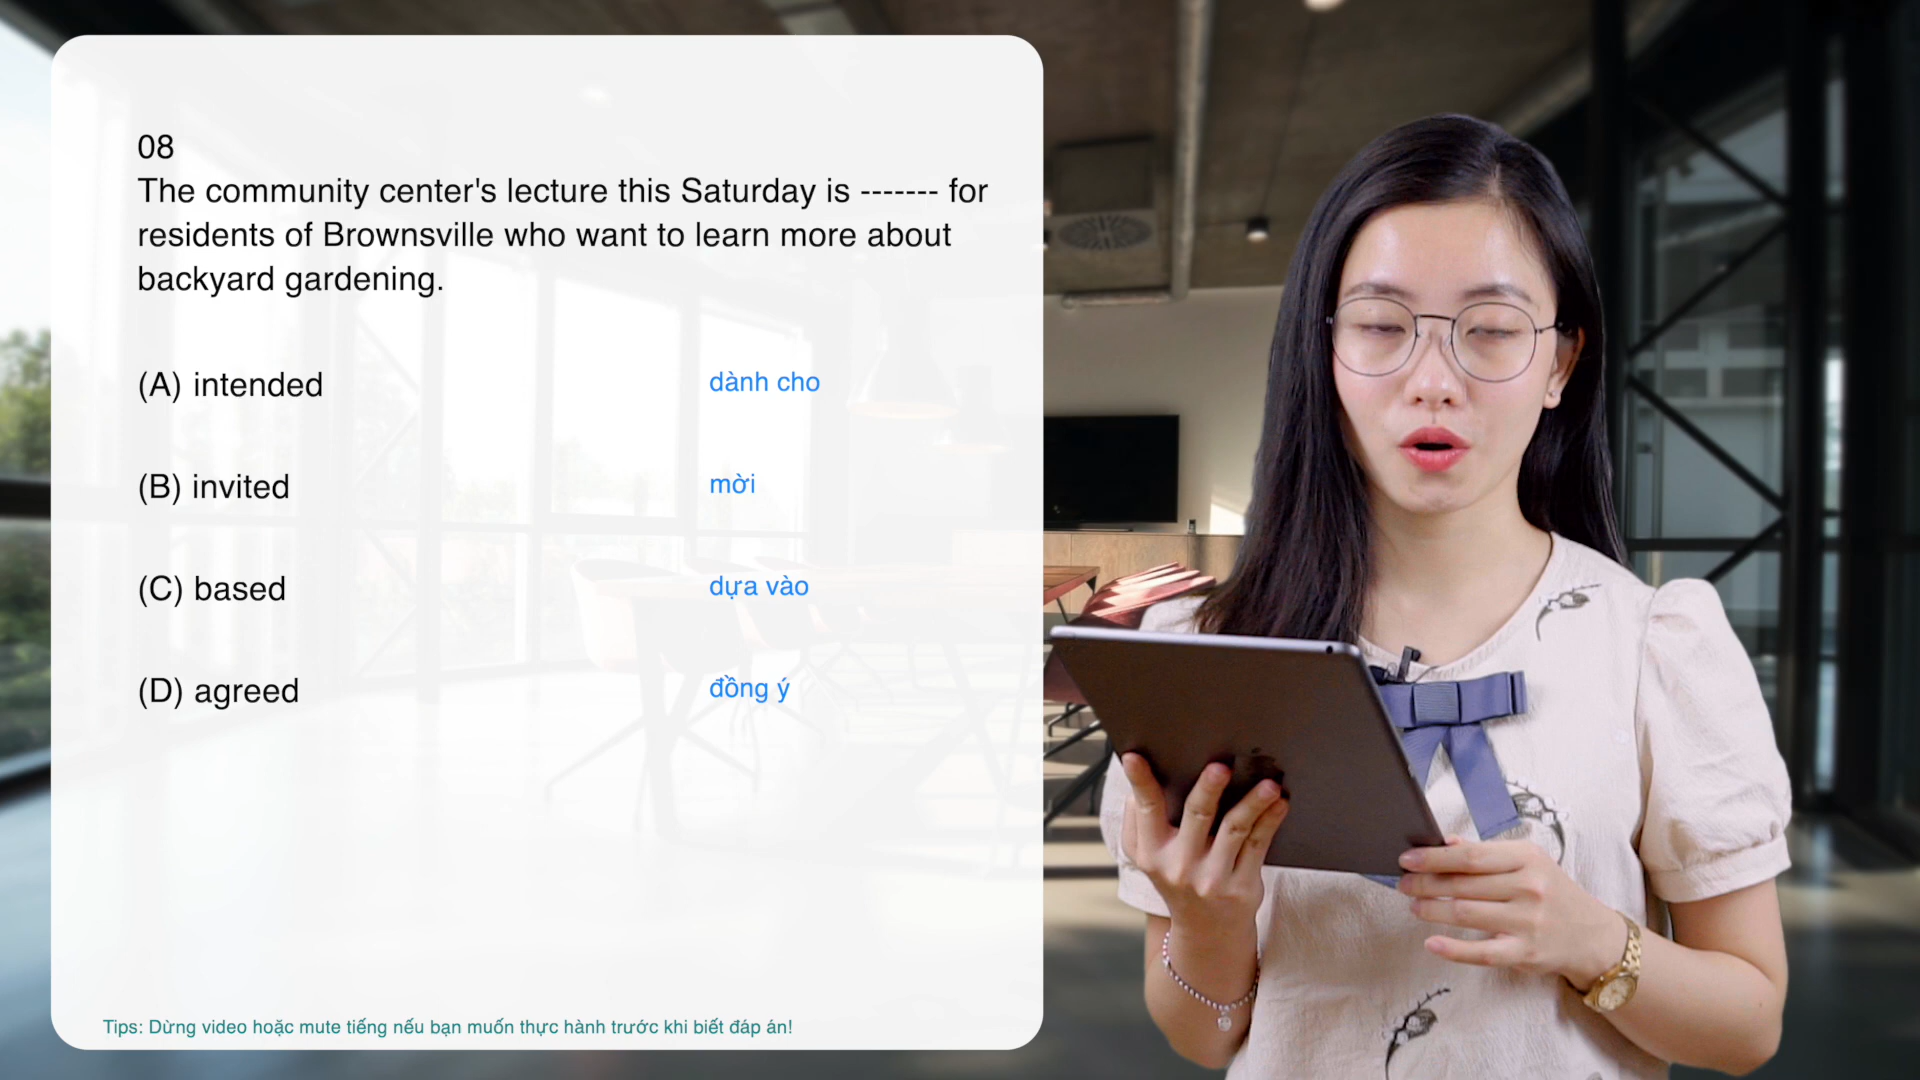 08
The community center's lecture this Saturday is ------- for
residents of Brownsville who want to learn more about
backyard gardening.
(A) intended
dành cho
(B) invited
mời
(C) based
dựa vào
(D) agreed
đồng ý
Tips: Dừng video hoặc mute tiếng nếu bạn muốn thực hành trước khi biết đáp án!